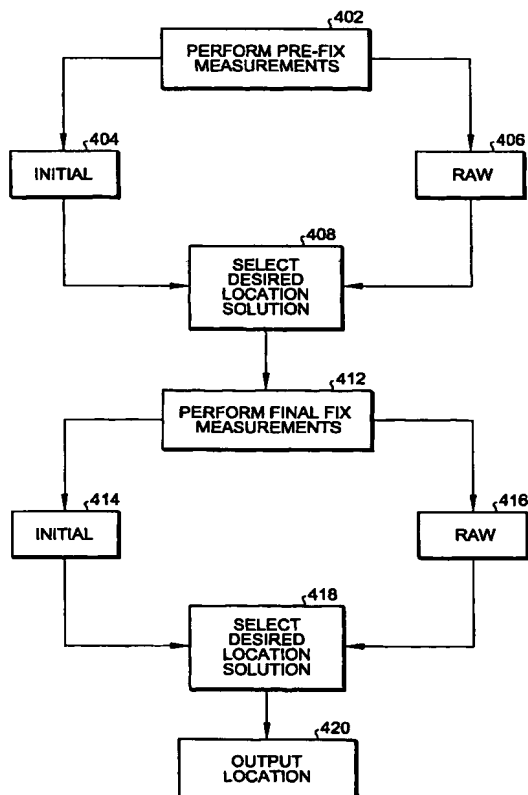 402
PERFORM PRE-FIX
MEASUREMENTS
404
INITIAL
406
RAW
408
SELECT
DESIRED
LOCATION
SOLUTION
412
PERFORM FINAL FIX
MEASUREMENTS
414
INITIAL
416
RAW
418
SELECT
DESIRED
LOCATION
SOLUTION
420
OUTPUT
LOCATION